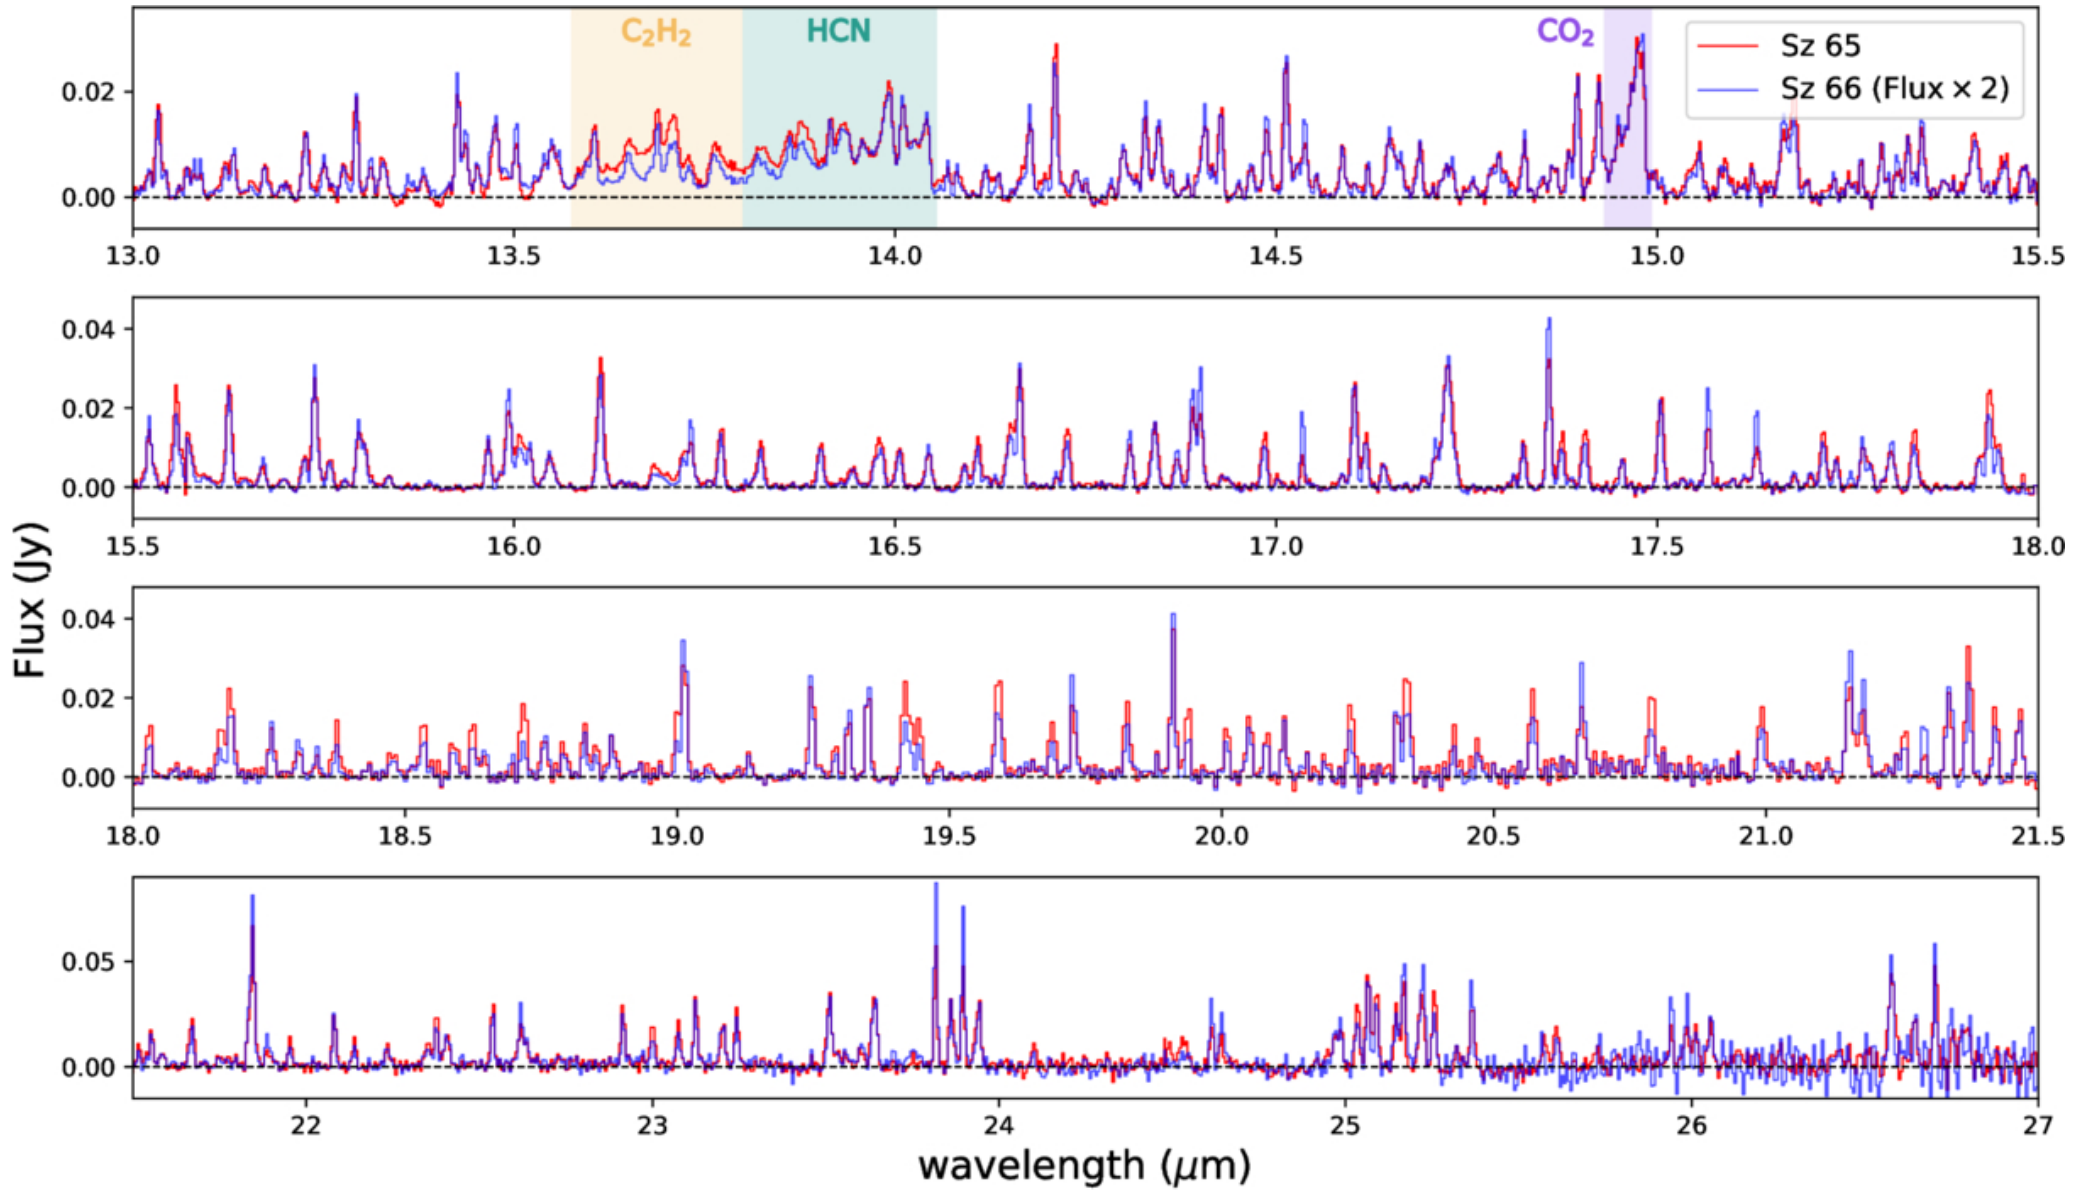 C₂H₂ HCN CO₂
Sz 65
Sz 66 (Flux × 2)
0.02
0.00
13.0 13.5 14.0 14.5 15.0 15.5
0.04
0.02
0.00
15.5 16.0 16.5 17.0 17.5 18.0
Flux (Jy)
0.04
0.02
0.00
18.0 18.5 19.0 19.5 20.0 20.5 21.0 21.5
0.05
0.00
22 23 24 25 26 27
wavelength (μm)